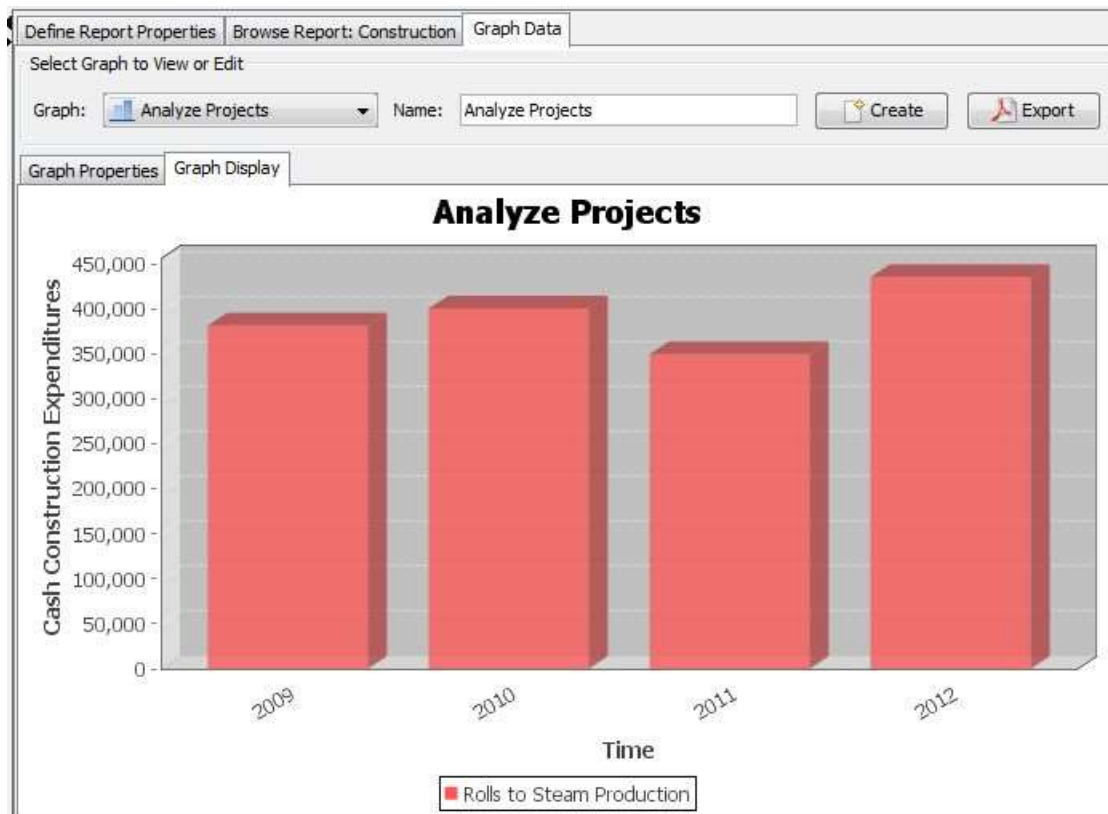 Define Report Properties Browse Report: Construction Graph Data
Select Graph to View or Edit
Graph: Analyze Projects Name: Analyze Projects Create Export
Graph Properties Graph Display
Analyze Projects
Cash Construction Expenditures
450,000
400,000
350,000
300,000
250,000
200,000
150,000
100,000
50,000
0
2009 2010 2011 2012
Time
Rolls to Steam Production